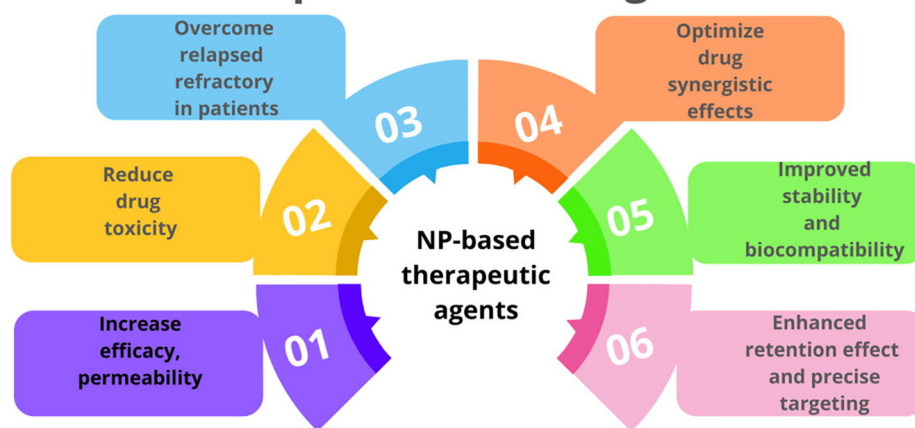 Overcome
relapsed
refractory
in patients
03
Optimize
drug
synergistic
effects
04
Reduce
drug
toxicity
02
Improved
stability
and
biocompatibility
05
NP-based
therapeutic
agents
Increase
efficacy,
permeability
01
Enhanced
retention effect
and precise
targeting
06